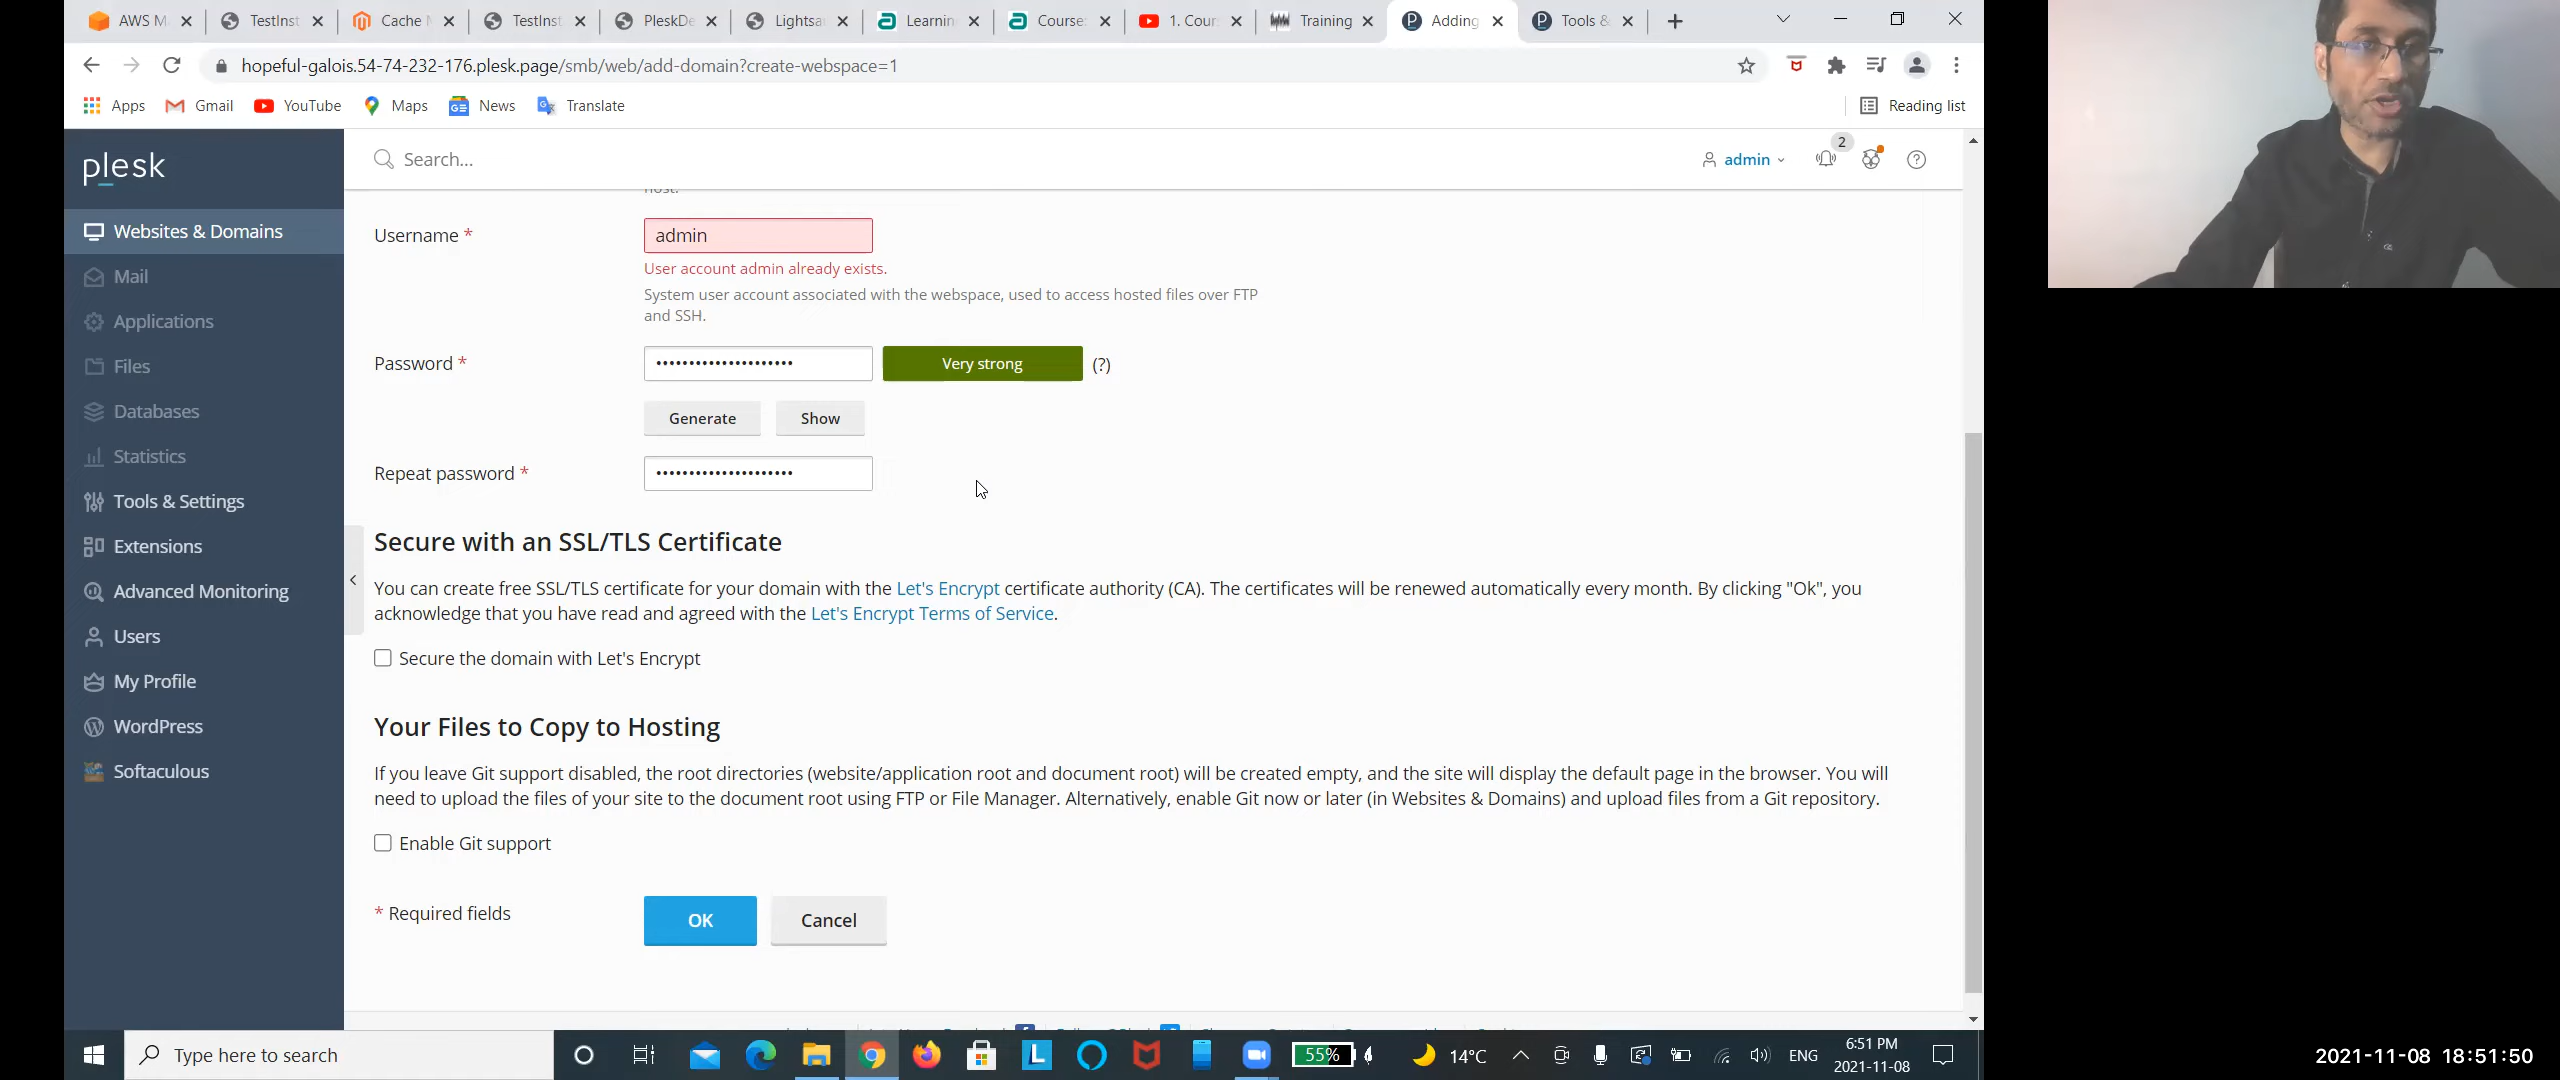 AWS M
TestInst
Cache
TestInst
PleskDe
Lightsa
Learnin
Course
1. Cour
Training
Adding
Tools &
hopeful-galois.54-74-232-176.plesk.page/smb/web/add-domain?create-webspace=1
Apps
Gmail
YouTube
Maps
News
Translate
Reading list
plesk
Search...
admin
2
Websites & Domains
Mail
Applications
Files
Databases
Statistics
Tools & Settings
Extensions
Advanced Monitoring
Users
My Profile
WordPress
Softaculous
host.
Username *
admin
User account admin already exists.
System user account associated with the webspace, used to access hosted files over FTP
and SSH.
Password *
Very strong
(?)
Generate
Show
Repeat password *
Secure with an SSL/TLS Certificate
You can create free SSL/TLS certificate for your domain with the Let's Encrypt certificate authority (CA). The certificates will be renewed automatically every month. By clicking "Ok", you
acknowledge that you have read and agreed with the Let's Encrypt Terms of Service.
Secure the domain with Let's Encrypt
Your Files to Copy to Hosting
If you leave Git support disabled, the root directories (website/application root and document root) will be created empty, and the site will display the default page in the browser. You will
need to upload the files of your site to the document root using FTP or File Manager. Alternatively, enable Git now or later (in Websites & Domains) and upload files from a Git repository.
Enable Git support
* Required fields
OK
Cancel
Type here to search
55%
14°C
ENG
6:51 PM
2021-11-08
2021-11-08 18:51:50